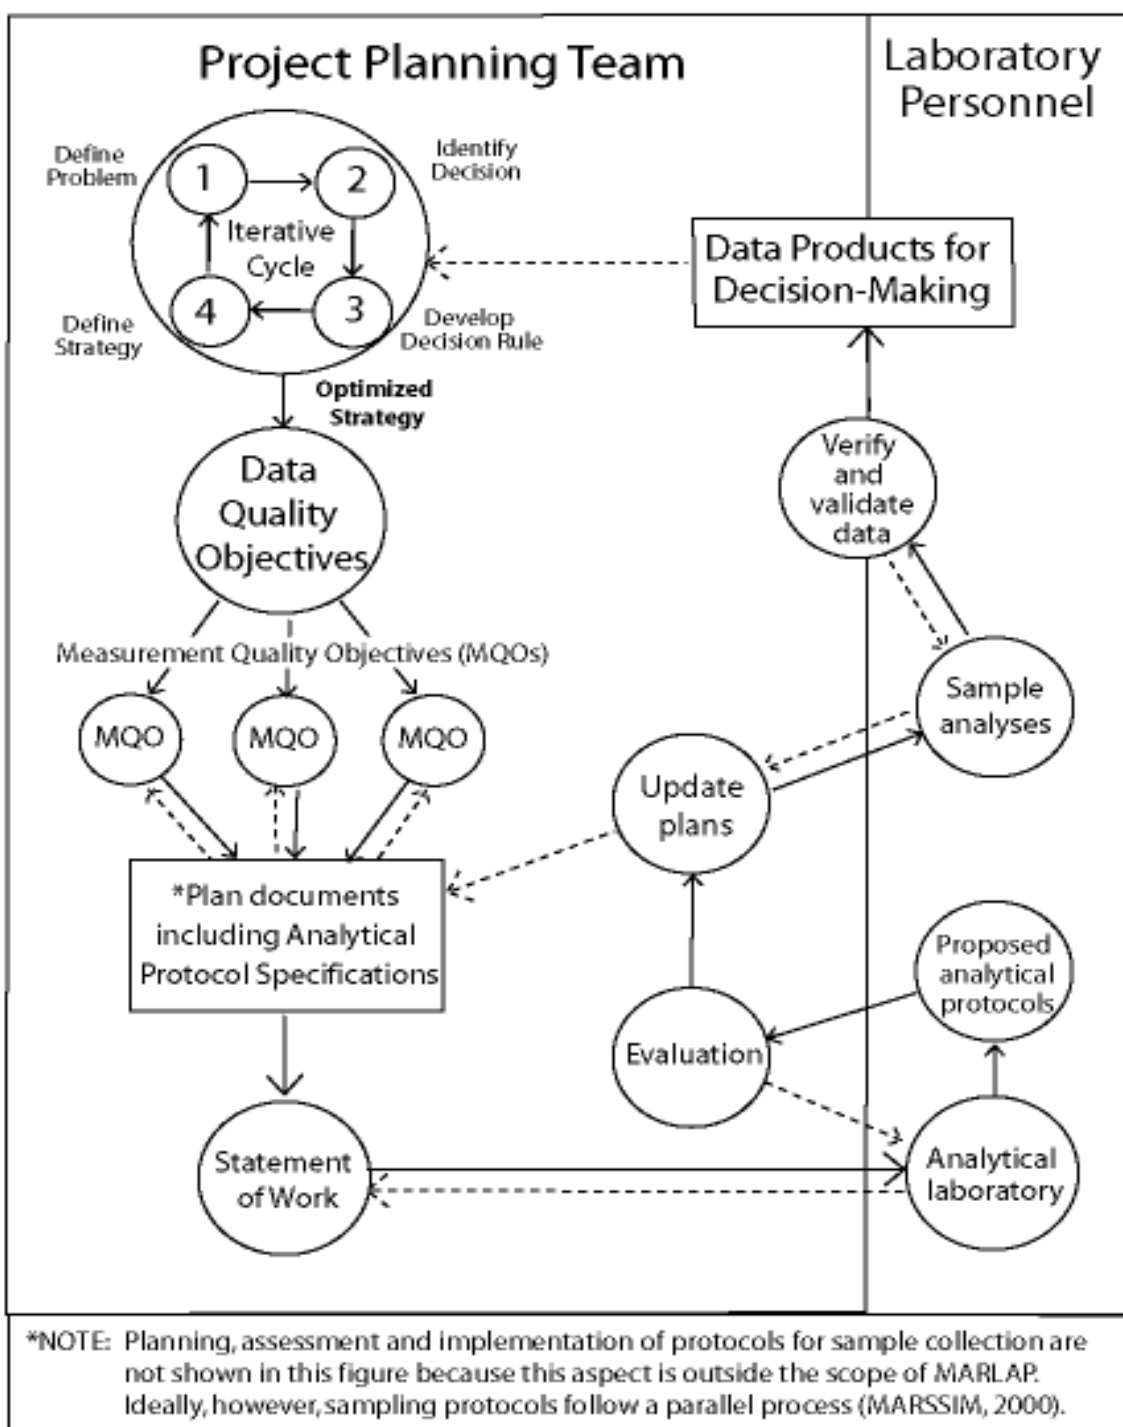 Project Planning Team
Laboratory
Personnel
Define
Problem
1
2
Identify
Decision
Iterative
Cycle
4
3
Define
Strategy
Develop
Decision Rule
Data Products for
Decision-Making
Optimized
Strategy
Data
Quality
Objectives
Verify
and
validate
data
Measurement Quality Objectives (MQOs)
MQO
MQO
MQO
Sample
analyses
Update
plans
*Plan documents
including Analytical
Protocol Specifications
Proposed
analytical
protocols
Evaluation
Statement
of Work
Analytical
laboratory
*NOTE: Planning, assessment and implementation of protocols for sample collection are
not shown in this figure because this aspect is outside the scope of MARLAP.
Ideally, however, sampling protocols follow a parallel process (MARSSIM, 2000).